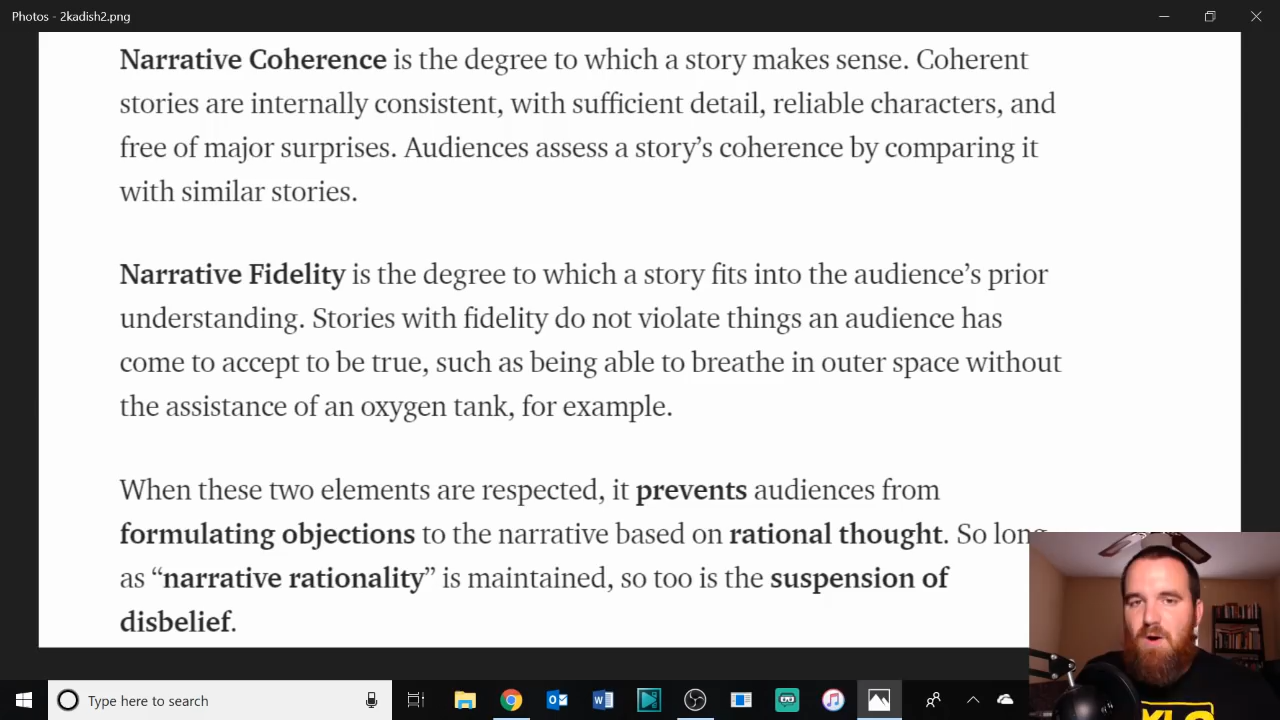 Photos - 2kadish2.png
Narrative Coherence is the degree to which a story makes sense. Coherent
stories are internally consistent, with sufficient detail, reliable characters, and
free of major surprises. Audiences assess a story’s coherence by comparing it
with similar stories.
Narrative Fidelity is the degree to which a story fits into the audience’s prior
understanding. Stories with fidelity do not violate things an audience has
come to accept to be true, such as being able to breathe in outer space without
the assistance of an oxygen tank, for example.
When these two elements are respected, it prevents audiences from
formulating objections to the narrative based on rational thought. So long
as “narrative rationality” is maintained, so too is the suspension of
disbelief.
Type here to search